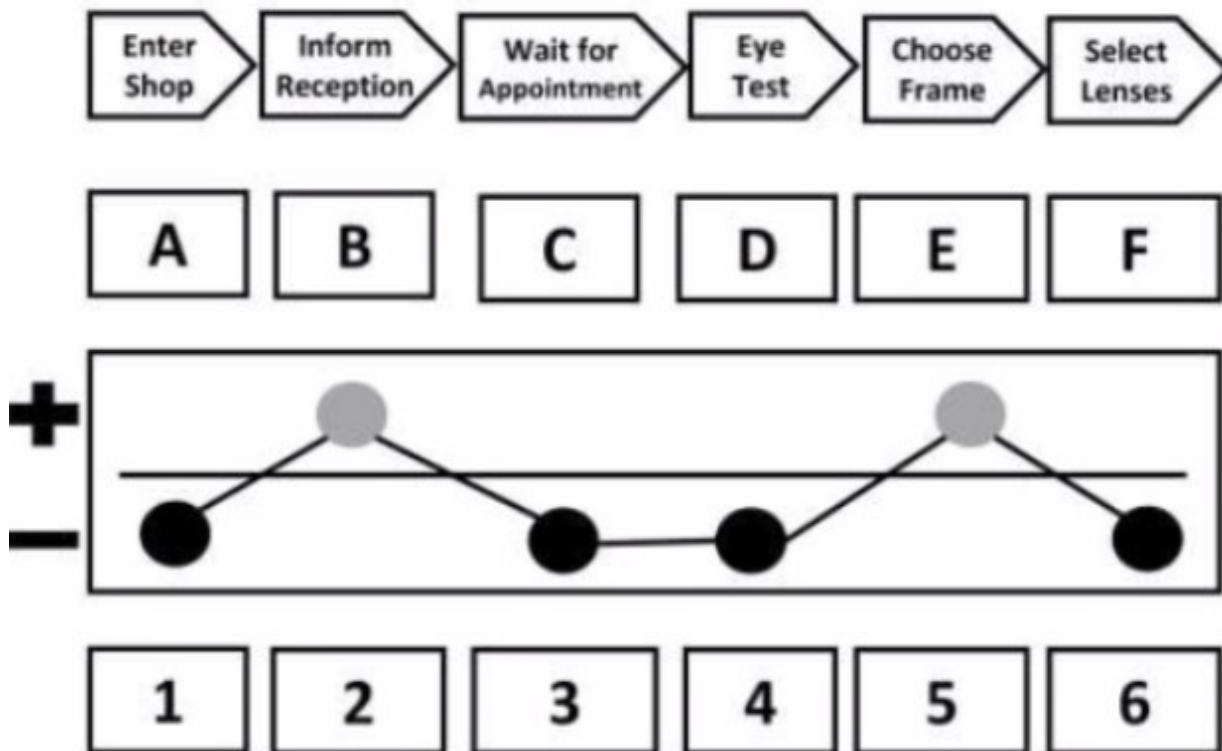 Enter
Shop
Inform
Reception
Wait for
Appointment
Eye
Test
Choose
Frame
Select
Lenses
A B C D E F
+
−
1 2 3 4 5 6